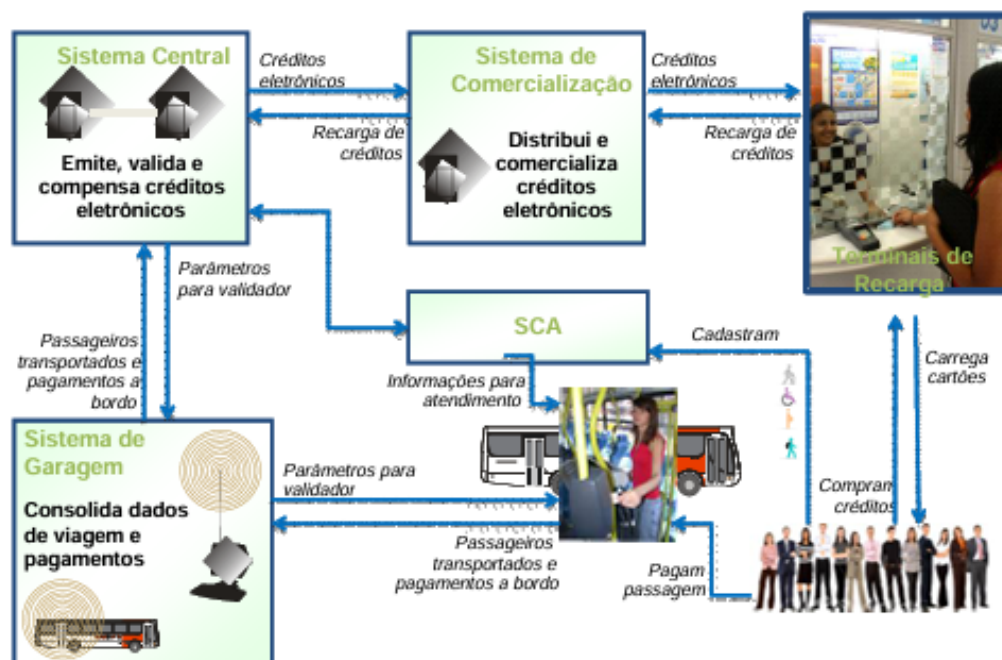 Sistema Central
Emite, valida e
compensa créditos
eletrônicos
Créditos
eletrônicos
Recarga de
créditos
Sistema de
Comercialização
Distribui e
comercializa
créditos
eletrônicos
Créditos
eletrônicos
Recarga de
créditos
Terminais de
Recarga
Parâmetros
para validador
Passageiros
transportados e
pagamentos a
bordo
SCA
Cadastram
Informações para
atendimento
Carrega
cartões
Sistema de
Garagem
Consolida dados
de viagem e
pagamentos
Parâmetros para
validador
Passageiros
transportados e
pagamentos a bordo
Compram
créditos
Pagam
passagem